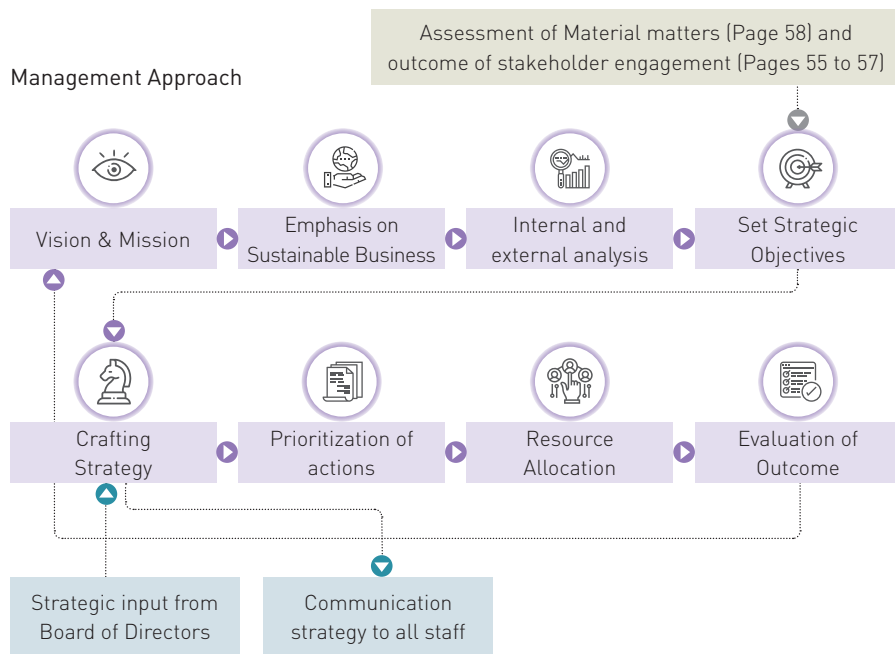 Assessment of Material matters (Page 58) and
outcome of stakeholder engagement (Pages 55 to 57)
Management Approach
Vision & Mission
Emphasis on
Sustainable Business
Internal and
external analysis
Set Strategic
Objectives
Crafting
Strategy
Prioritization of
actions
Resource
Allocation
Evaluation of
Outcome
Strategic input from
Board of Directors
Communication
strategy to all staff